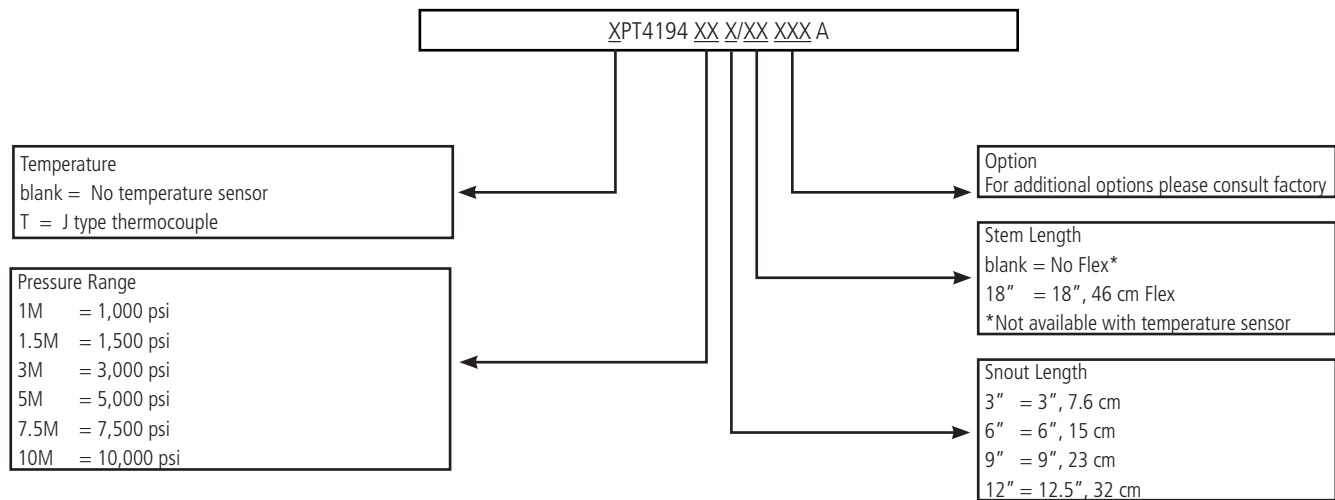 XPT4194 XX X/XX XXX A
Temperature
blank = No temperature sensor
T = J type thermocouple
Pressure Range
1M = 1,000 psi
1.5M = 1,500 psi
3M = 3,000 psi
5M = 5,000 psi
7.5M = 7,500 psi
10M = 10,000 psi
Option
For additional options please consult factory
Stem Length
blank = No Flex*
18″ = 18″, 46 cm Flex
*Not available with temperature sensor
Snout Length
3″ = 3″, 7.6 cm
6″ = 6″, 15 cm
9″ = 9″, 23 cm
12″ = 12.5″, 32 cm